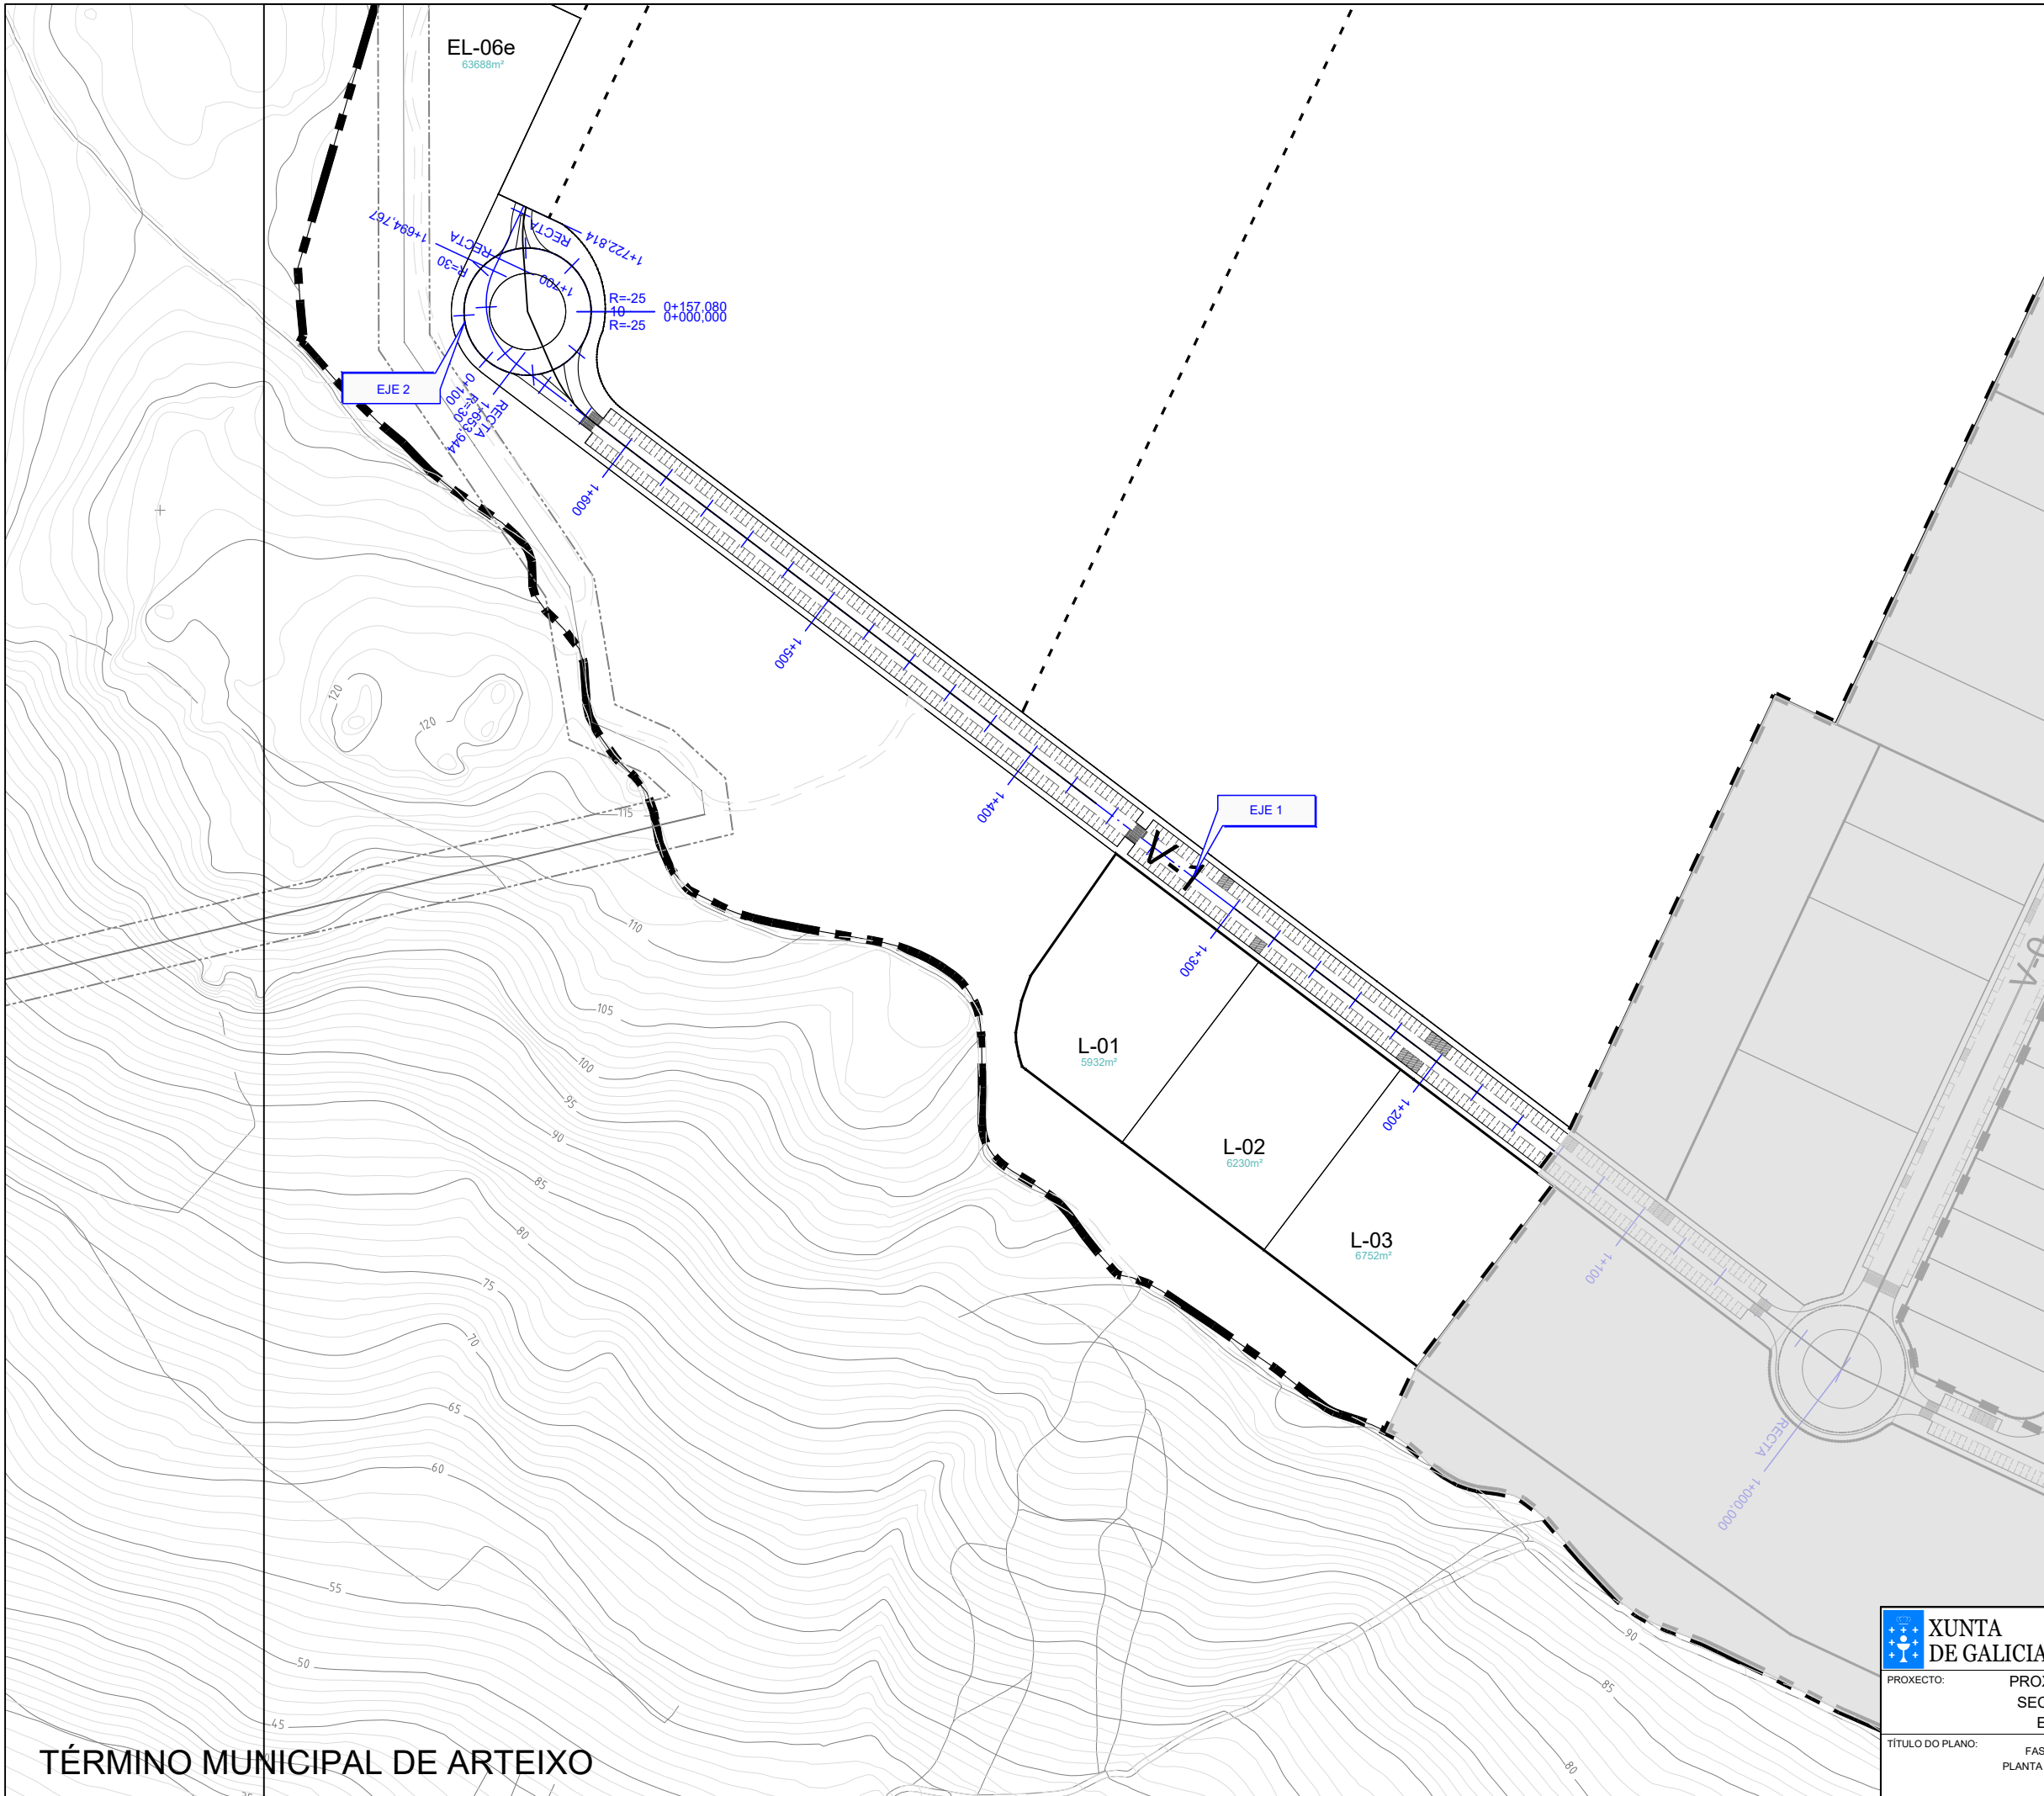 EL-06e
63688m²
1+694,767
RECTA
R=30
RECTA
1+722,814
1+700
R=-25
10
R=-25
0+157,080
0+000,000
EJE 2
0+100
R=30
1+653,944
RECTA
1+600
1+500
1+400
EJE 1
V-1
1+300
1+200
1+100
RECTA
1+000,000
V-0
L-01
5932m²
L-02
6230m²
L-03
6752m²
120
120
115
110
105
100
95
90
85
80
75
70
65
60
55
50
45
90
85
80
TÉRMINO MUNICIPAL DE ARTEIXO
XUNTA
DE GALICIA
PROXECTO:
TÍTULO DO PLANO:
PLANTA